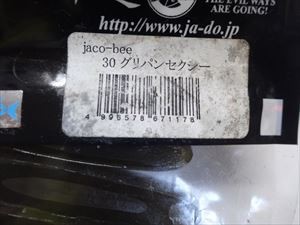 THE EVIL WAYS
ARE GOING!
http://www.ja-do.jp
jaco-bee
30 グリパンセクシー
4 996578 671176